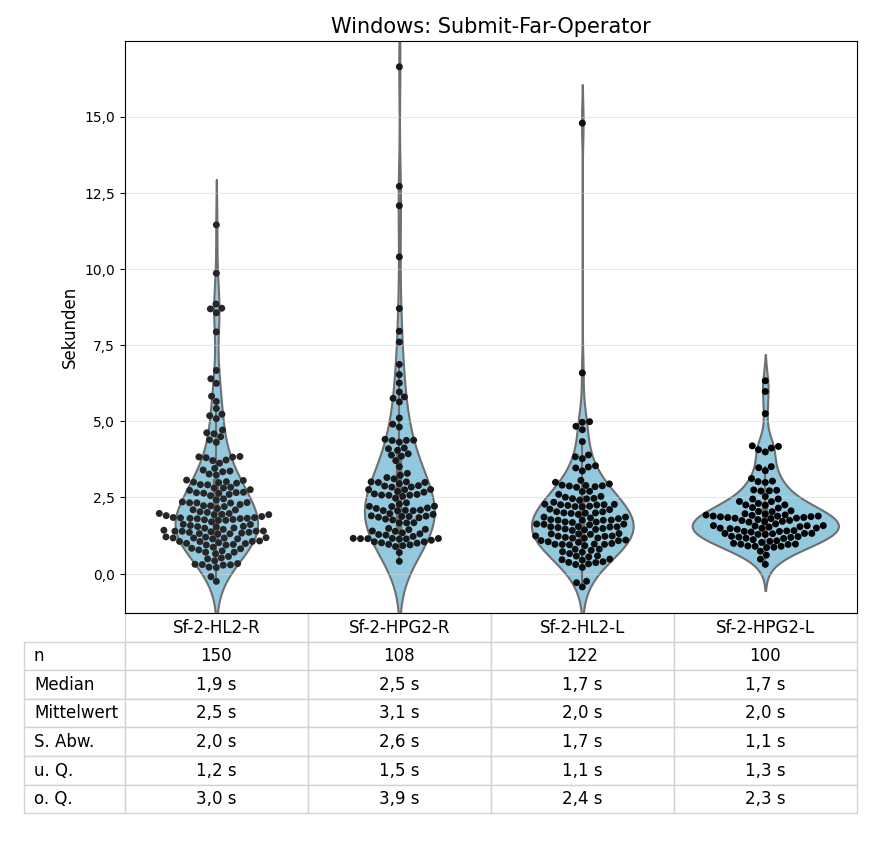 Windows: Submit-Far-Operator
Sekunden
15,0
12,5
10,0
7,5
5,0
2,5
0,0
Sf-2-HL2-R Sf-2-HPG2-R Sf-2-HL2-L Sf-2-HPG2-L
n 150 108 122 100
Median 1,9 s 2,5 s 1,7 s 1,7 s
Mittelwert 2,5 s 3,1 s 2,0 s 2,0 s
S. Abw. 2,0 s 2,6 s 1,7 s 1,1 s
u. Q. 1,2 s 1,5 s 1,1 s 1,3 s
o. Q. 3,0 s 3,9 s 2,4 s 2,3 s